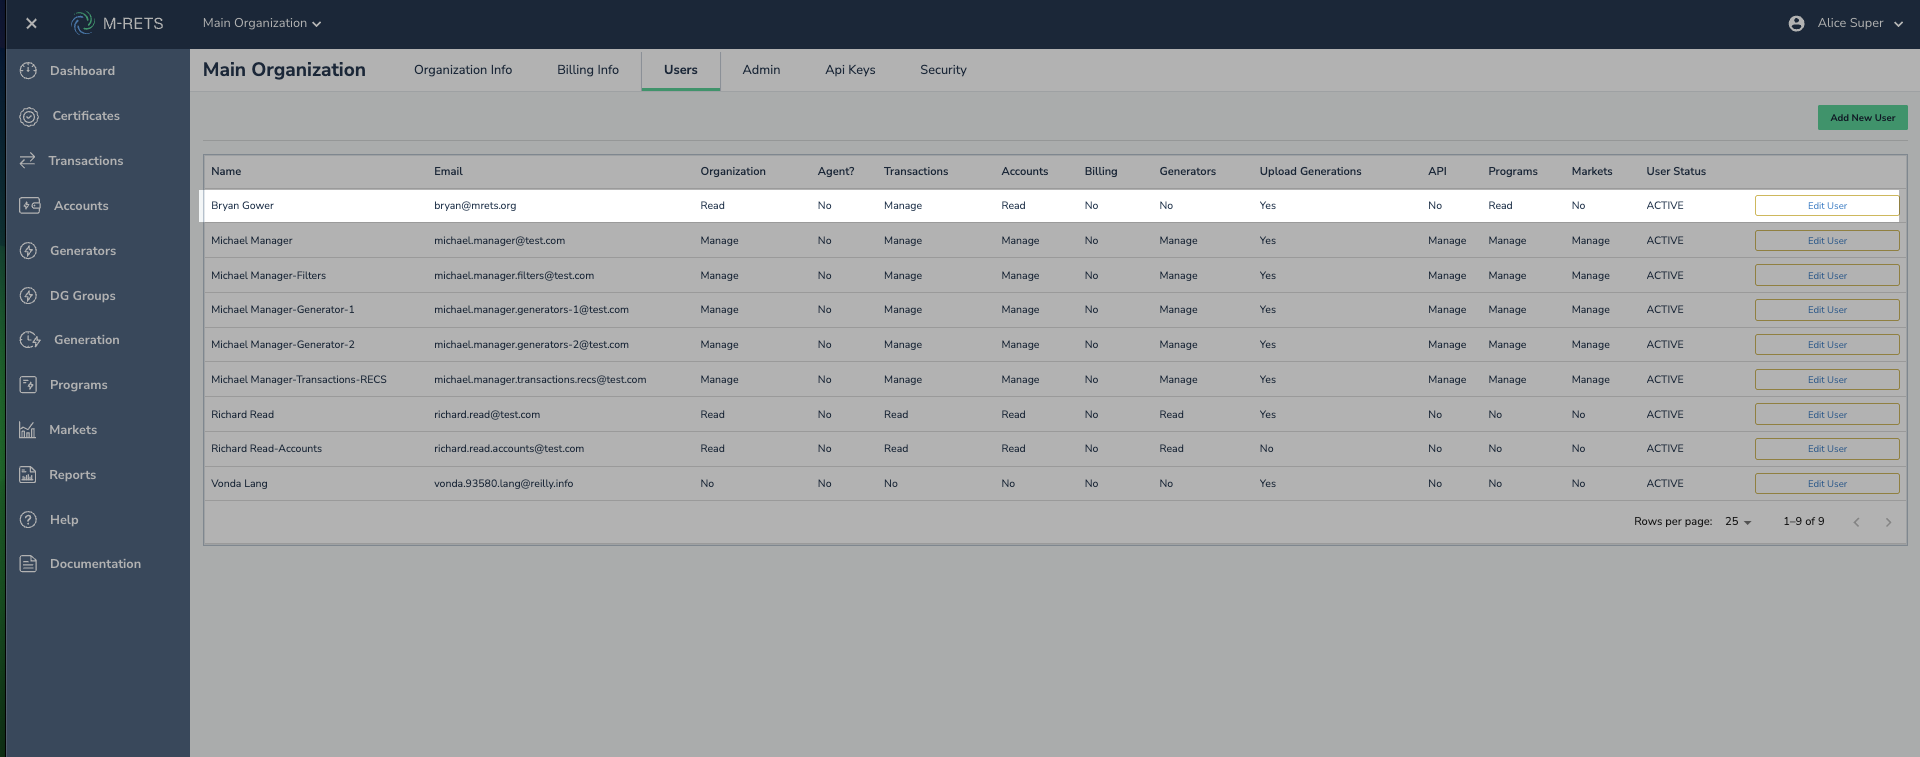 M-RETS Main Organization Alice Super
Dashboard
Certificates
Transactions
Accounts
Generators
DG Groups
Generation
Programs
Markets
Reports
Help
Documentation
Main Organization Organization Info Billing Info Users Admin Api Keys Security
Add New User
Name Email Organization Agent? Transactions Accounts Billing Generators Upload Generations API Programs Markets User Status
Bryan Gower bryan@mrets.org Read No Manage Read No No Yes No Read No ACTIVE Edit User
Michael Manager michael.manager@test.com Manage No Manage Manage No Manage Yes Manage Manage Manage ACTIVE Edit User
Michael Manager-Filters michael.manager.filters@test.com Manage No Manage Manage No Manage Yes Manage Manage Manage ACTIVE Edit User
Michael Manager-Generator-1 michael.manager.generators-1@test.com Manage No Manage Manage No Manage Yes Manage Manage Manage ACTIVE Edit User
Michael Manager-Generator-2 michael.manager.generators-2@test.com Manage No Manage Manage No Manage Yes Manage Manage Manage ACTIVE Edit User
Michael Manager-Transactions-RECS michael.manager.transactions.recs@test.com Manage No Manage Manage No Manage Yes Manage Manage Manage ACTIVE Edit User
Richard Read richard.read@test.com Read No Read Read No Read Yes No No No ACTIVE Edit User
Richard Read-Accounts richard.read.accounts@test.com Read No Read Read No Read No No No No ACTIVE Edit User
Vonda Lang vonda.93580.lang@reilly.info No No No No No No Yes No No No ACTIVE Edit User
Rows per page: 25 1–9 of 9